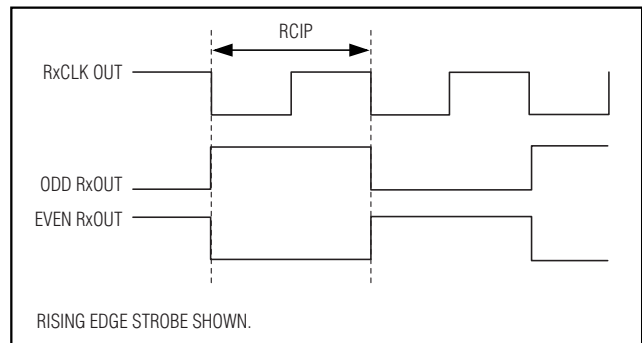 RCIP
RxCLK OUT
ODD RxOUT
EVEN RxOUT
RISING EDGE STROBE SHOWN.